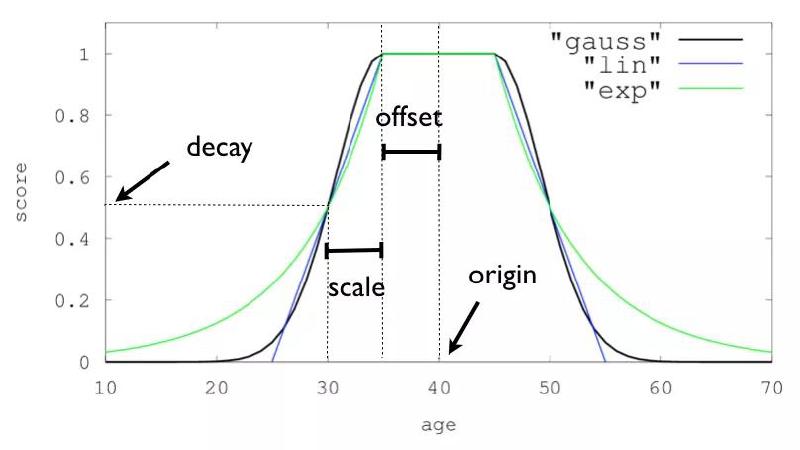 "gauss"
"lin"
"exp"
1
0.8
0.6
0.4
0.2
0
score
offset
decay
scale
origin
10 20 30 40 50 60 70
age